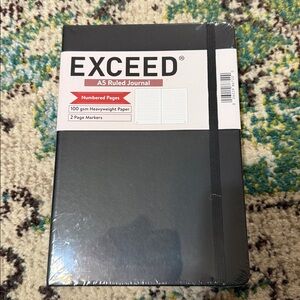 EXCEED®
A5 Ruled Journal
Numbered Pages
100 gsm Heavyweight Paper
2 Page Markers